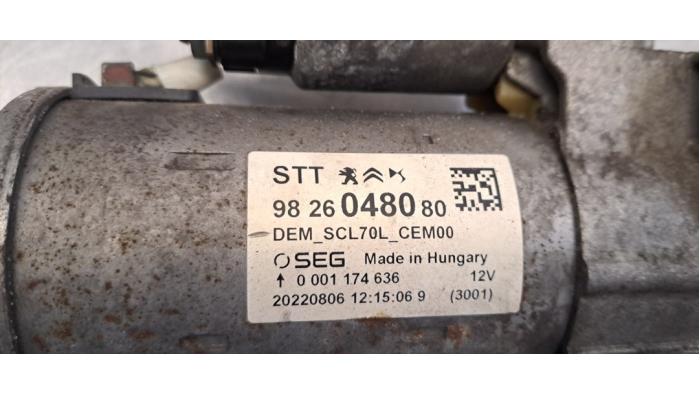 STT
98 26 0480 80
DEM_SCL70L_CEM00
SEG Made in Hungary
0 001 174 636 12V
20220806 12:15:06 9 (3001)